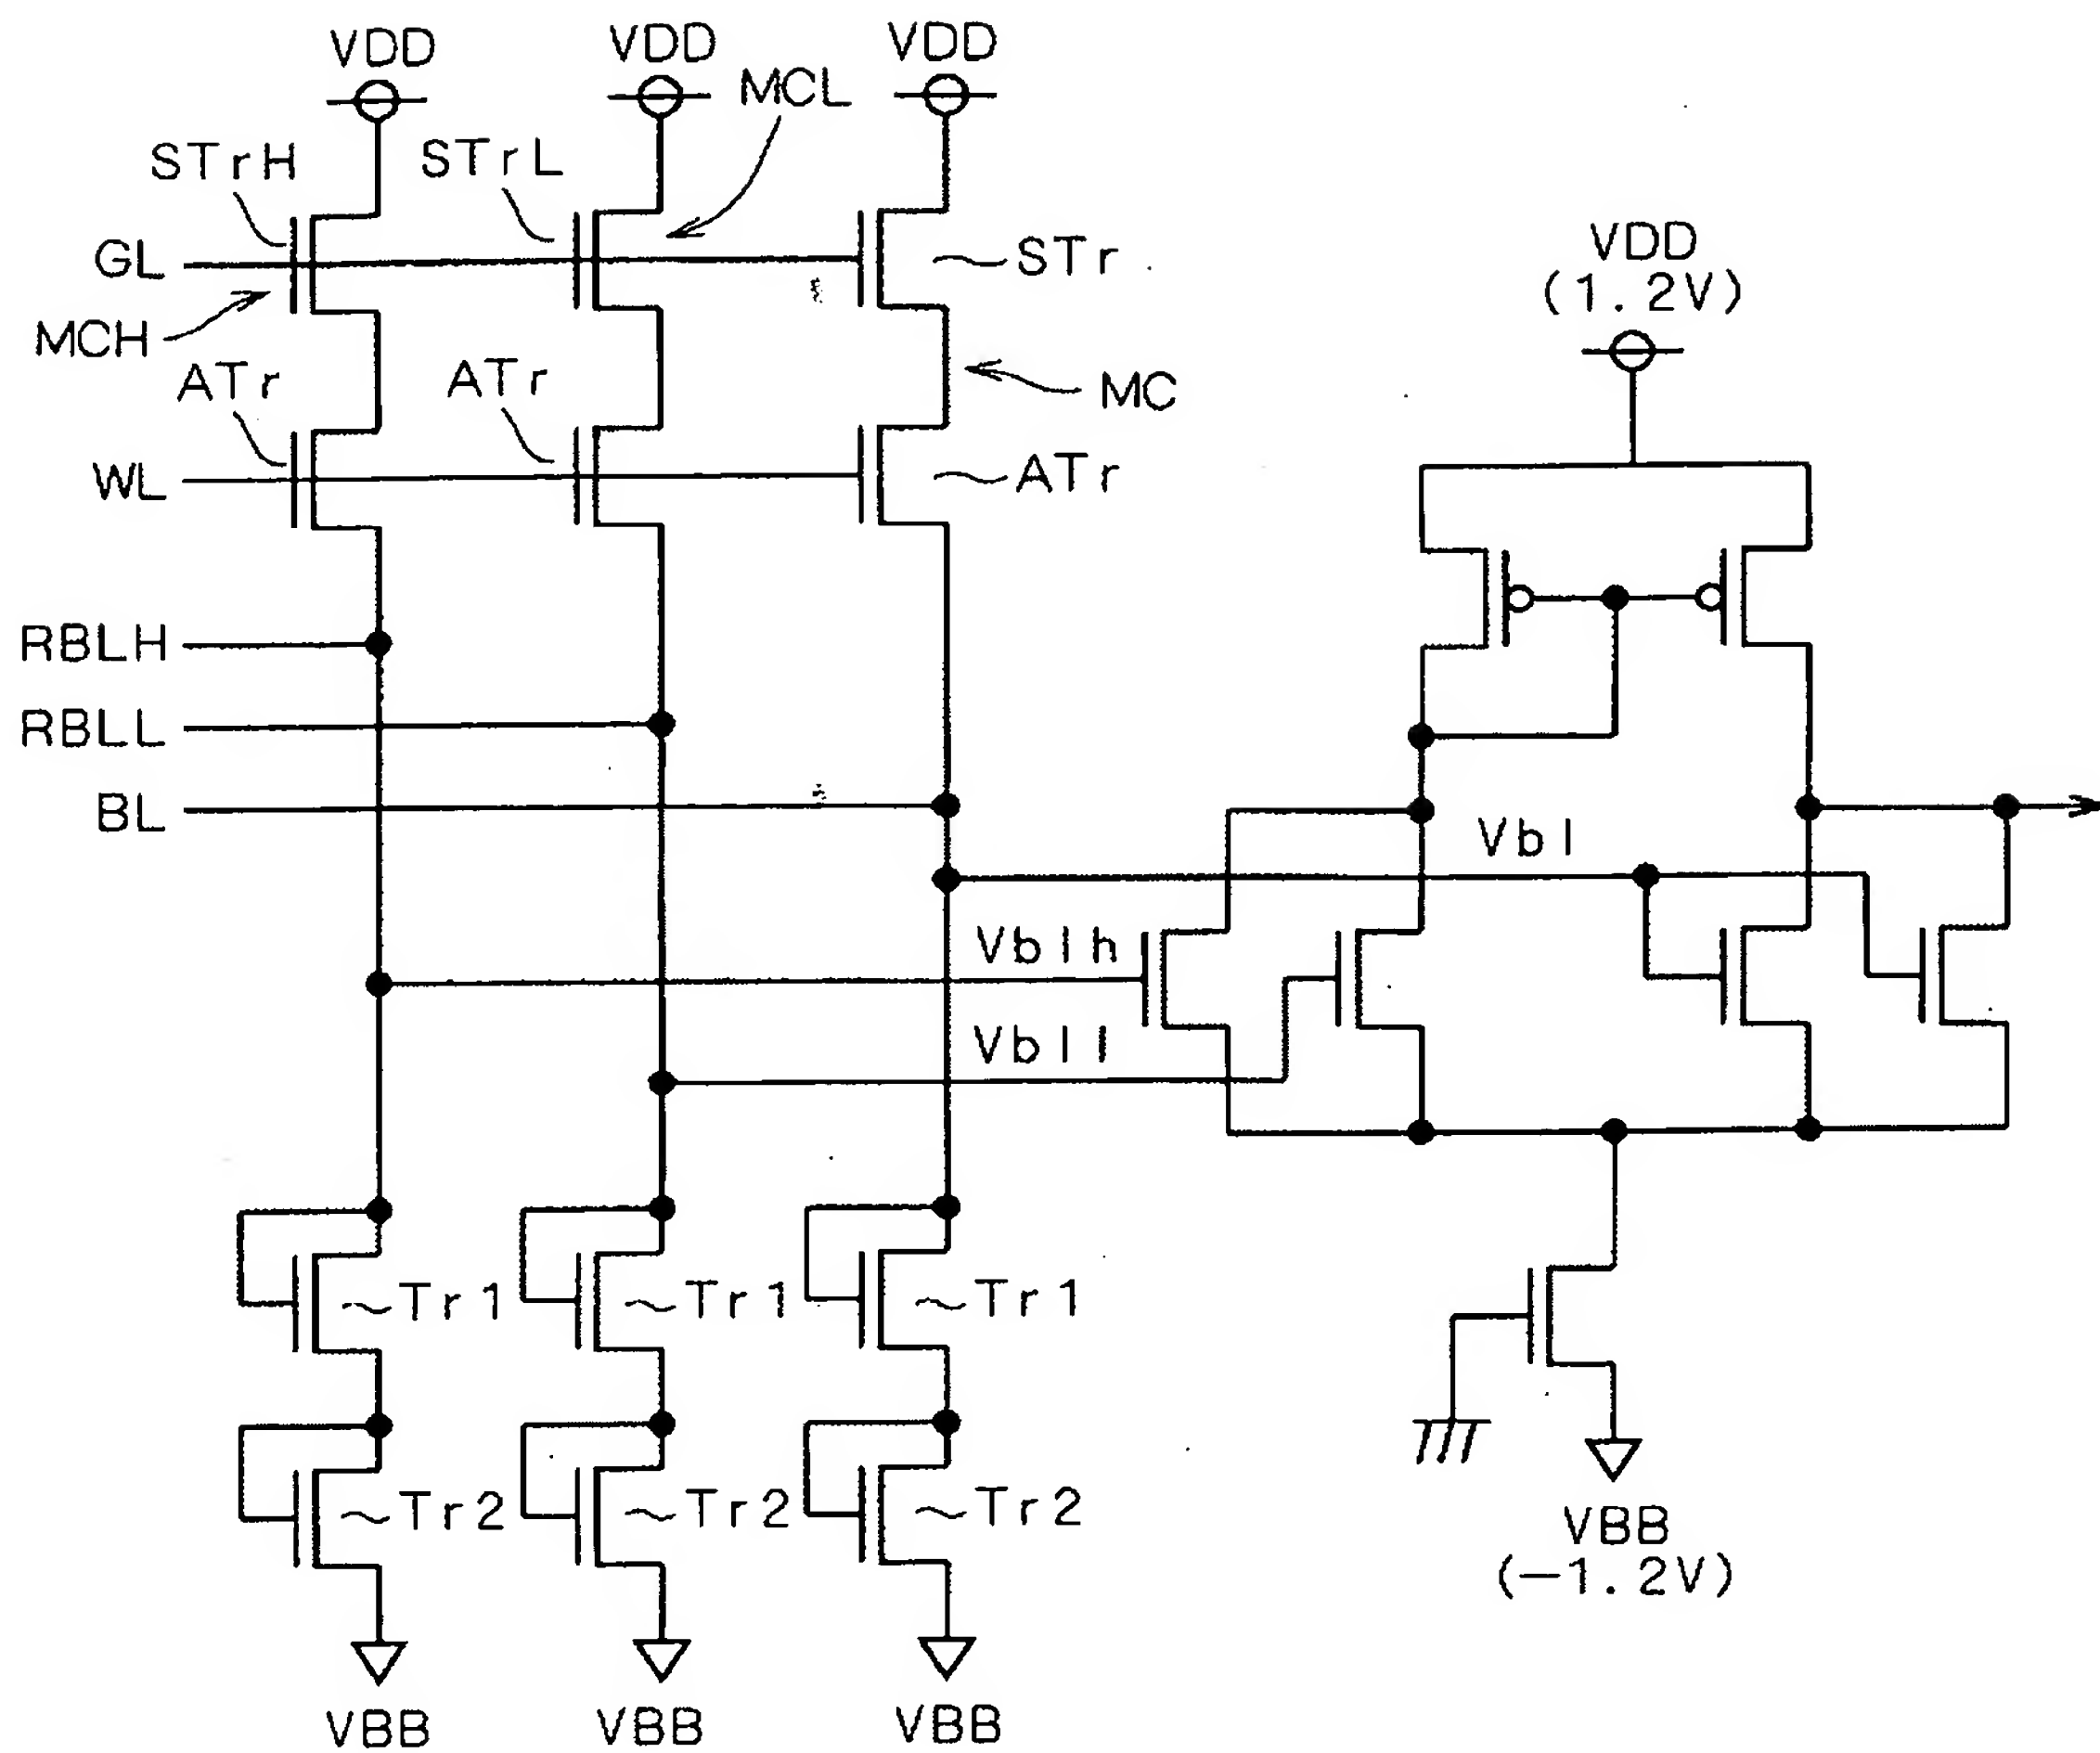 VDD
VDD
VDD
MCL
STrH
STrL
GL
STr
VDD
(1.2V)
MCH
ATr
ATr
MC
WL
ATr
RBLH
RBLL
BL
Vbl
Vblh
Vbll
Tr1
Tr1
Tr1
Tr2
Tr2
Tr2
VBB
(-1.2V)
VBB
VBB
VBB